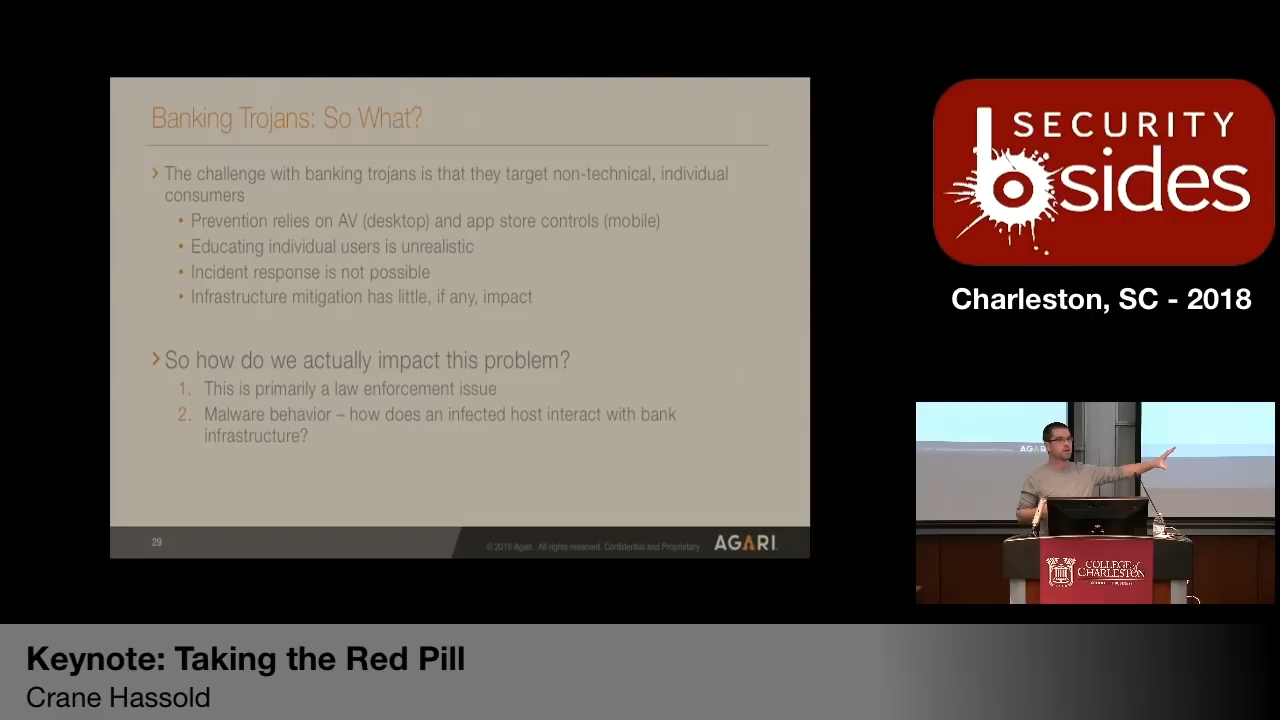 Banking Trojans: So What?
› The challenge with banking trojans is that they target non-technical, individual
consumers
• Prevention relies on AV (desktop) and app store controls (mobile)
• Educating individual users is unrealistic
• Incident response is not possible
• Infrastructure mitigation has little, if any, impact
› So how do we actually impact this problem?
1. This is primarily a law enforcement issue
2. Malware behavior – how does an infected host interact with bank
infrastructure?
29
© 2018 Agari. All rights reserved. Confidential and Proprietary.
AGARI
SECURITY
bsides
Charleston, SC - 2018
AGARI
COLLEGE of
CHARLESTON
Keynote: Taking the Red Pill
Crane Hassold